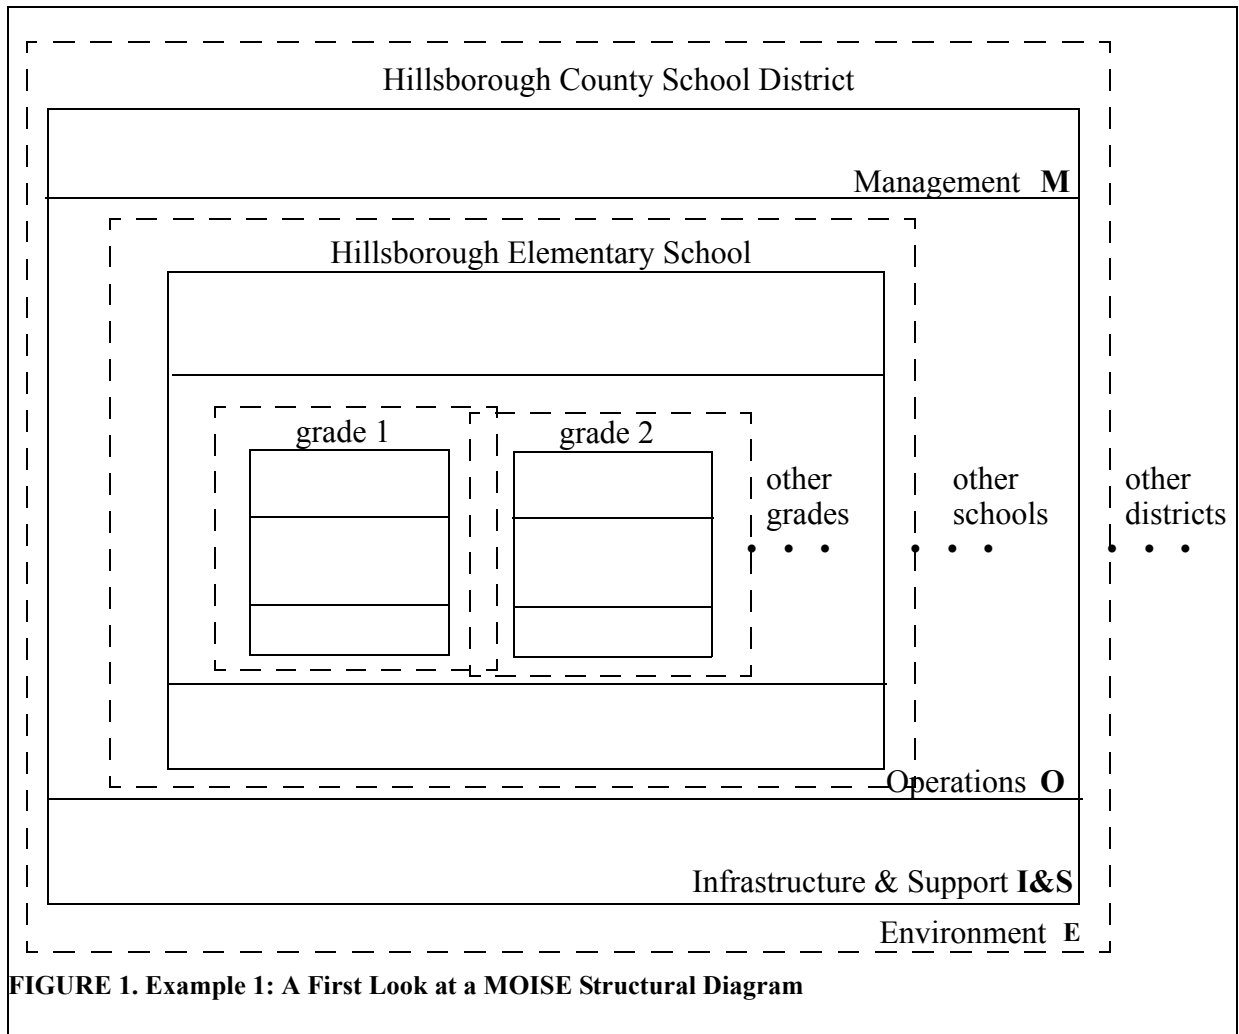 Hillsborough County School District
Management M
Hillsborough Elementary School
grade 1
grade 2
other
grades
other
schools
other
districts
Operations O
Infrastructure & Support I&S
Environment E
FIGURE 1. Example 1: A First Look at a MOISE Structural Diagram